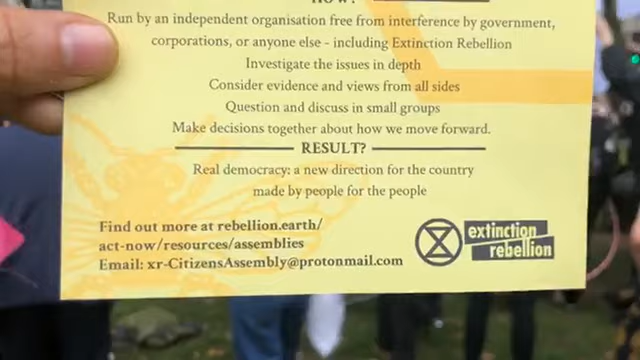 HOW?
Run by an independent organisation free from interference by government,
corporations, or anyone else - including Extinction Rebellion
Investigate the issues in depth
Consider evidence and views from all sides
Question and discuss in small groups
Make decisions together about how we move forward.
RESULT?
Real democracy: a new direction for the country
made by people for the people
Find out more at rebellion.earth/
act-now/resources/assemblies
Email: xr-CitizensAssembly@protonmail.com
extinction
rebellion